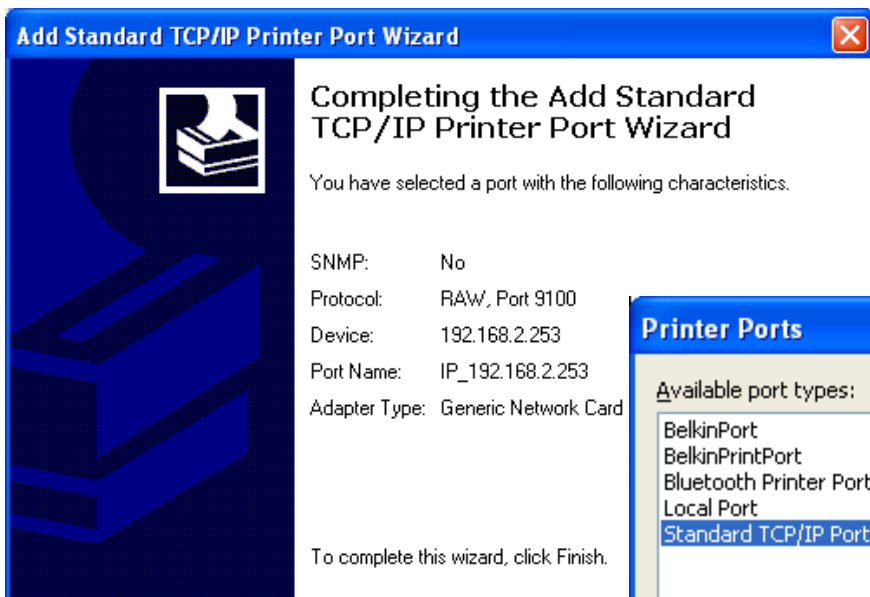 Add Standard TCP/IP Printer Port Wizard
Completing the Add Standard
TCP/IP Printer Port Wizard
You have selected a port with the following characteristics.
SNMP: No
Protocol: RAW, Port 9100
Device: 192.168.2.253
Port Name: IP_192.168.2.253
Adapter Type: Generic Network Card
To complete this wizard, click Finish.
Printer Ports
Available port types:
BelkinPort
BelkinPrintPort
Bluetooth Printer Port
Local Port
Standard TCP/IP Port